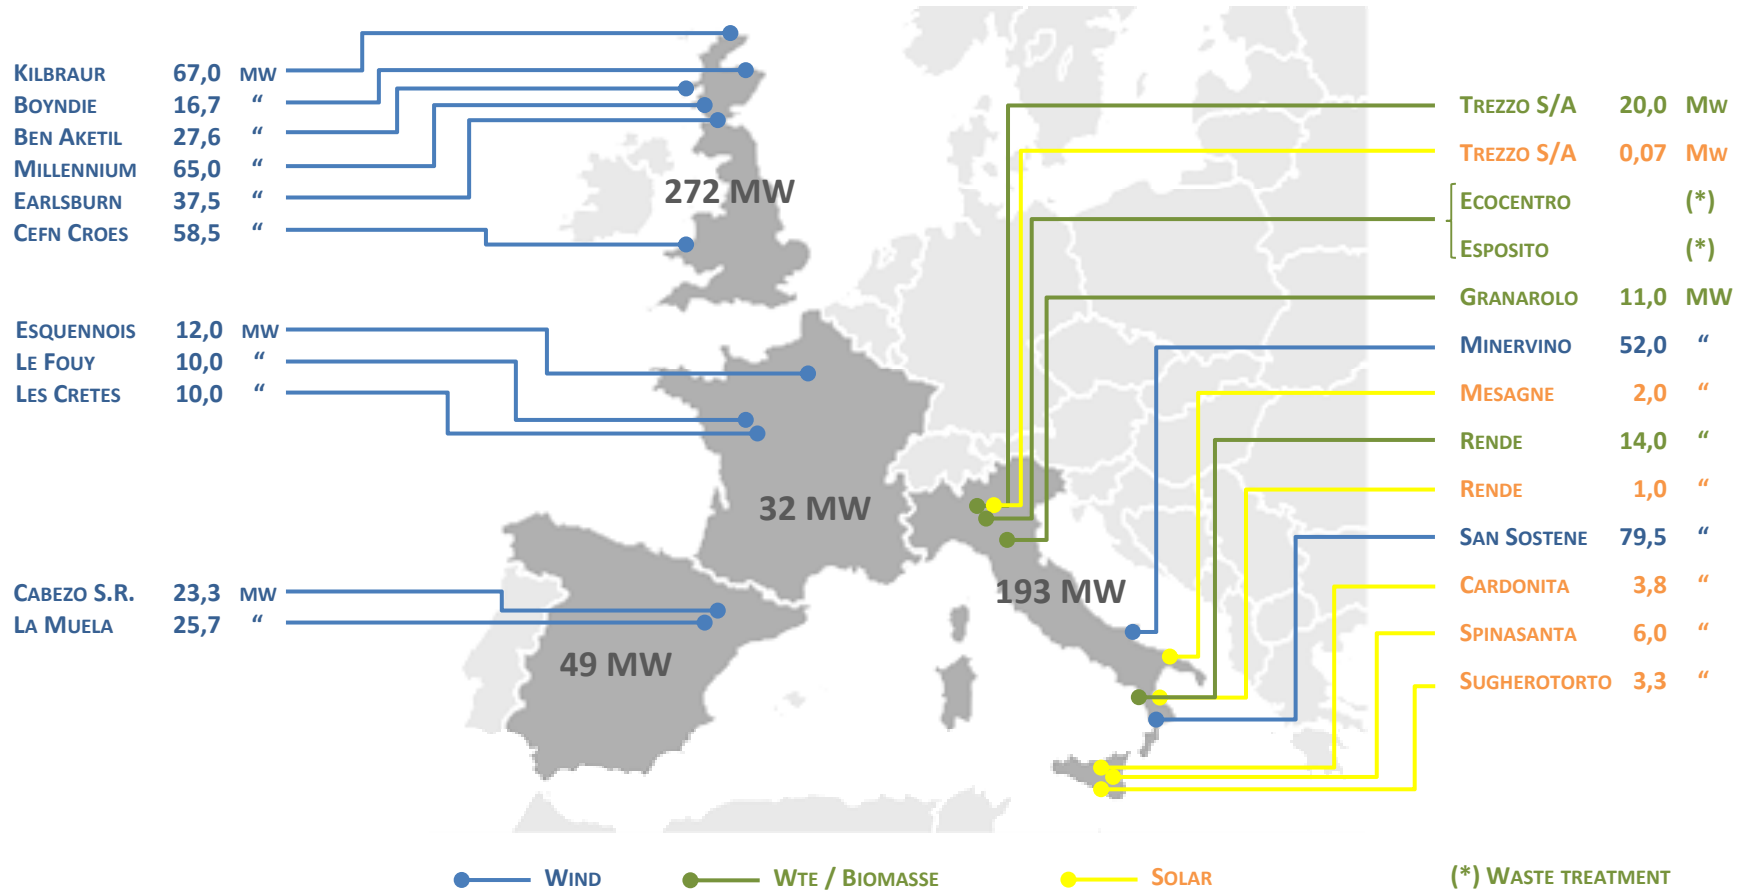 KILBRAUR 67,0 MW
BOYNDIE 16,7 “
BEN AKETIL 27,6 “
MILLENNIUM 65,0 “
EARLSBURN 37,5 “
CEFN CROES 58,5 “
ESQUENNOIS 12,0 MW
LE FOUY 10,0 “
LES CRETES 10,0 “
CABEZO S.R. 23,3 MW
LA MUELA 25,7 “
272 MW
32 MW
193 MW
49 MW
TREZZO S/A 20,0 MW
TREZZO S/A 0,07 MW
ECOCENTRO (*)
ESPOSITO (*)
GRANAROLO 11,0 MW
MINERVINO 52,0 “
MESAGNE 2,0 “
RENDE 14,0 “
RENDE 1,0 “
SAN SOSTENE 79,5 “
CARDONITA 3,8 “
SPINASANTA 6,0 “
SUGHEROTORTO 3,3 “
WIND WTE / BIOMASSE SOLAR (*) WASTE TREATMENT